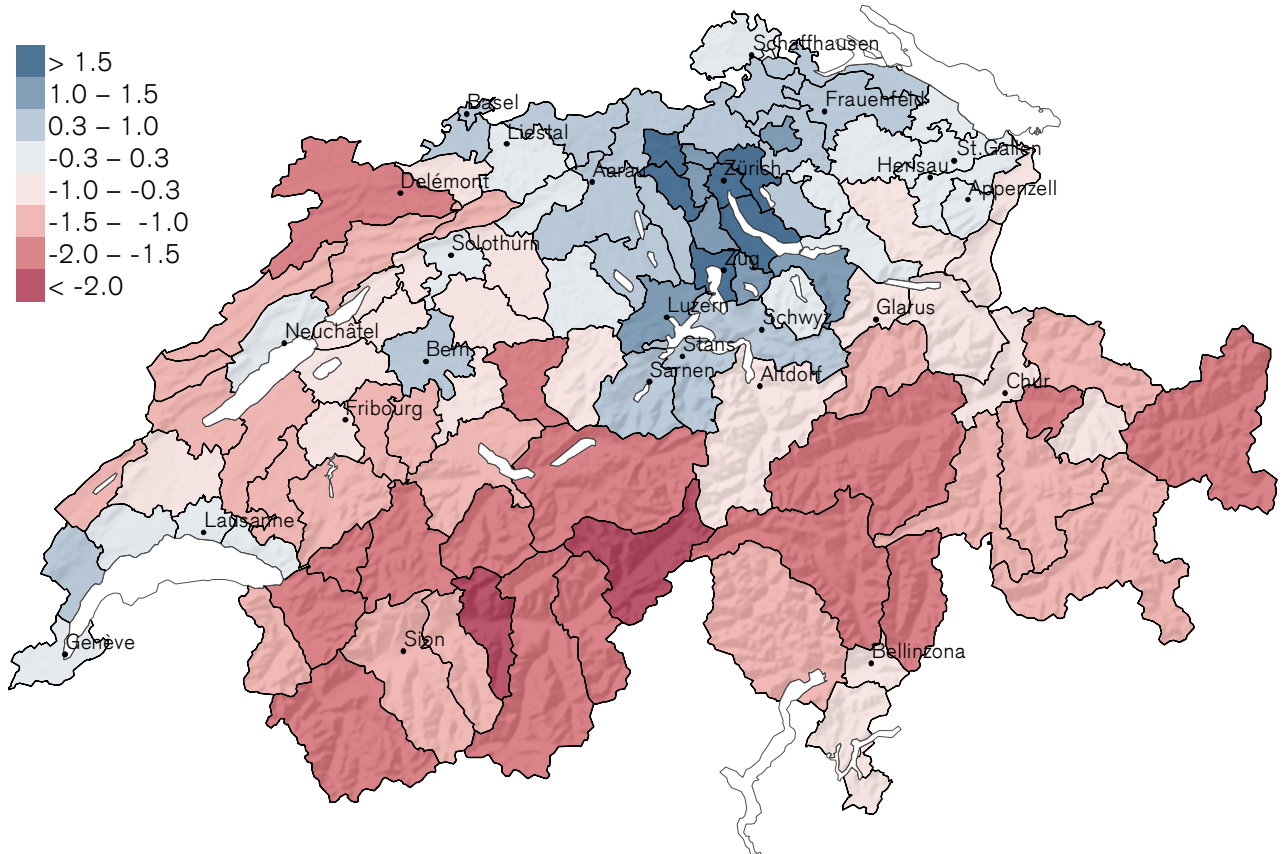 > 1.5
1.0 – 1.5
0.3 – 1.0
-0.3 – 0.3
-1.0 – -0.3
-1.5 – -1.0
-2.0 – -1.5
< -2.0
Schaffhausen
Basel
Frauenfeld
Liestal
St.Gallen
Herisau
Aarau
Zürich
Delémont
Appenzell
Solothurn
Zug
Luzern
Glarus
Schwyz
Neuchâtel
Stans
Bern
Sarnen
Altdorf
Chur
Fribourg
Lausanne
Genève
Sion
Bellinzona